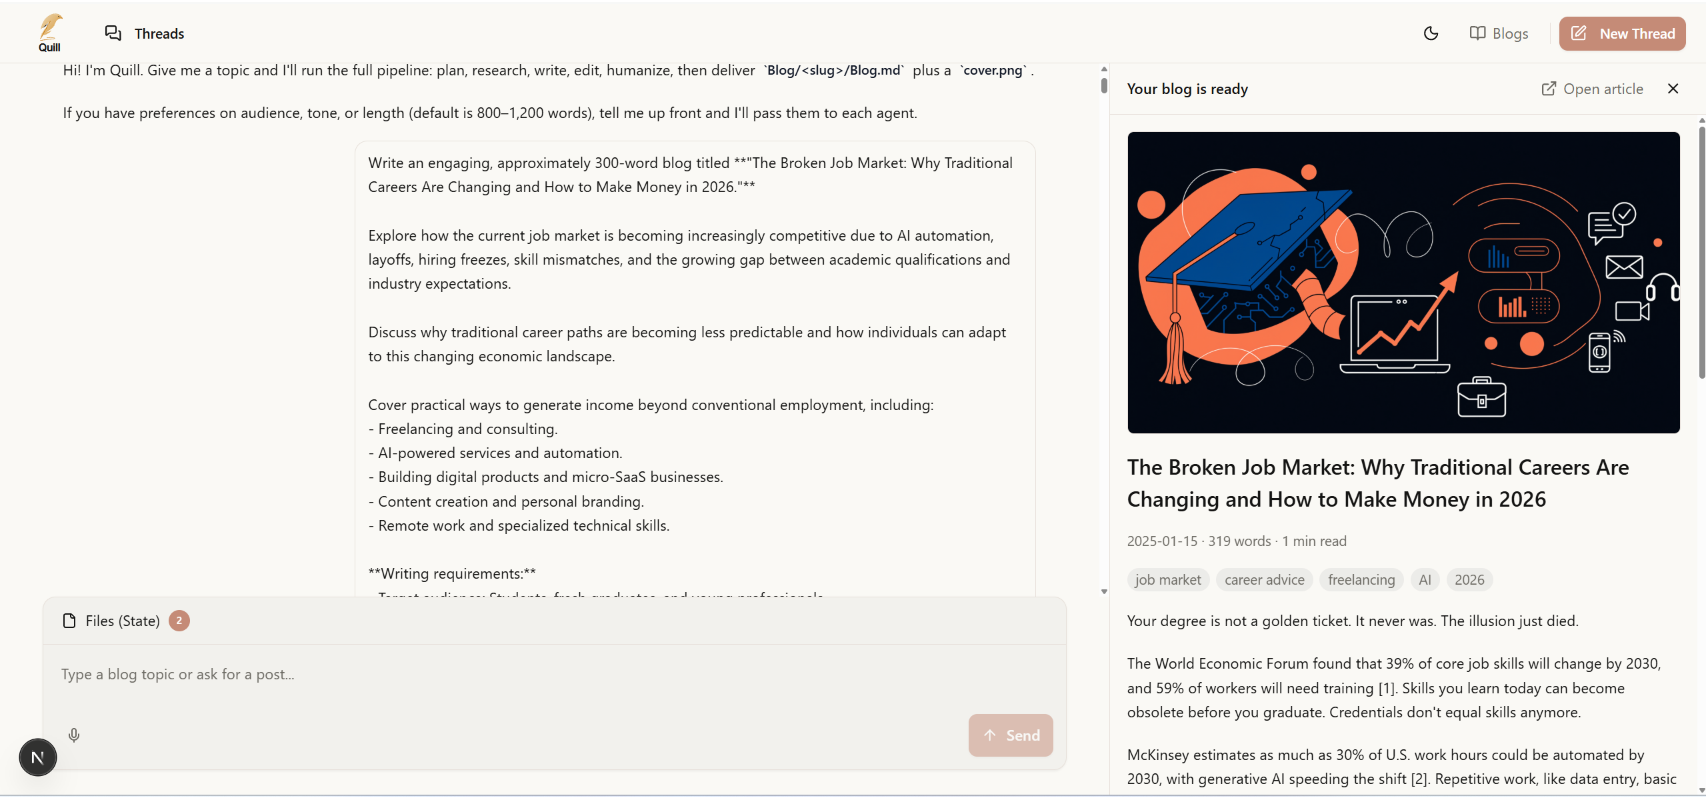 Quill
Threads
Blogs
New Thread
Hi! I'm Quill. Give me a topic and I'll run the full pipeline: plan, research, write, edit, humanize, then deliver `Blog/<slug>/Blog.md` plus a `cover.png`.
If you have preferences on audience, tone, or length (default is 800–1,200 words), tell me up front and I'll pass them to each agent.
Write an engaging, approximately 300-word blog titled **"The Broken Job Market: Why Traditional
Careers Are Changing and How to Make Money in 2026."**
Explore how the current job market is becoming increasingly competitive due to AI automation,
layoffs, hiring freezes, skill mismatches, and the growing gap between academic qualifications and
industry expectations.
Discuss why traditional career paths are becoming less predictable and how individuals can adapt
to this changing economic landscape.
Cover practical ways to generate income beyond conventional employment, including:
- Freelancing and consulting.
- AI-powered services and automation.
- Building digital products and micro-SaaS businesses.
- Content creation and personal branding.
- Remote work and specialized technical skills.
**Writing requirements:**
- Target audience: Students, fresh graduates, and young professionals.
Files (State) 2
Type a blog topic or ask for a post...
Send
N
Your blog is ready
Open article
The Broken Job Market: Why Traditional Careers Are
Changing and How to Make Money in 2026
2025-01-15 · 319 words · 1 min read
job market career advice freelancing AI 2026
Your degree is not a golden ticket. It never was. The illusion just died.
The World Economic Forum found that 39% of core job skills will change by 2030,
and 59% of workers will need training [1]. Skills you learn today can become
obsolete before you graduate. Credentials don't equal skills anymore.
McKinsey estimates as much as 30% of U.S. work hours could be automated by
2030, with generative AI speeding the shift [2]. Repetitive work, like data entry, basic